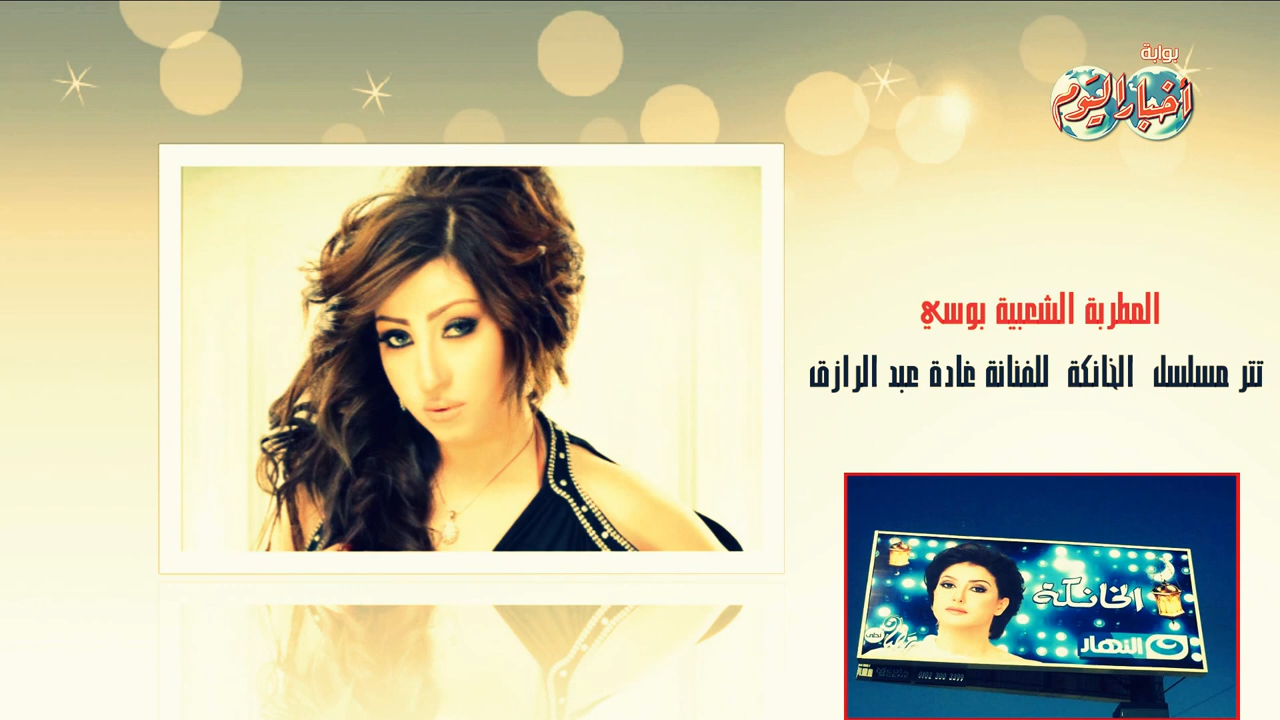 بوابة
أخبار اليوم
المطربة الشعبية بوسي
تتر مسلسل الخانكة للفنانة غادة عبد الرازق
الخانكة
النهار